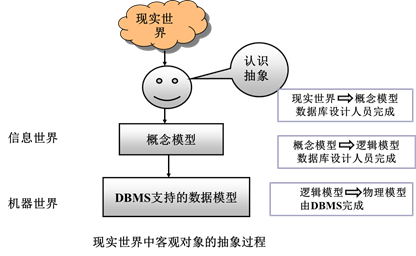 现实世
界
认识
抽象
现实世界⇨概念模型
数据库设计人员完成
信息世界
概念模型
概念模型⇨逻辑模型
数据库设计人员完成
机器世界
DBMS支持的数据模型
逻辑模型⇨物理模型
由DBMS完成
现实世界中客观对象的抽象过程